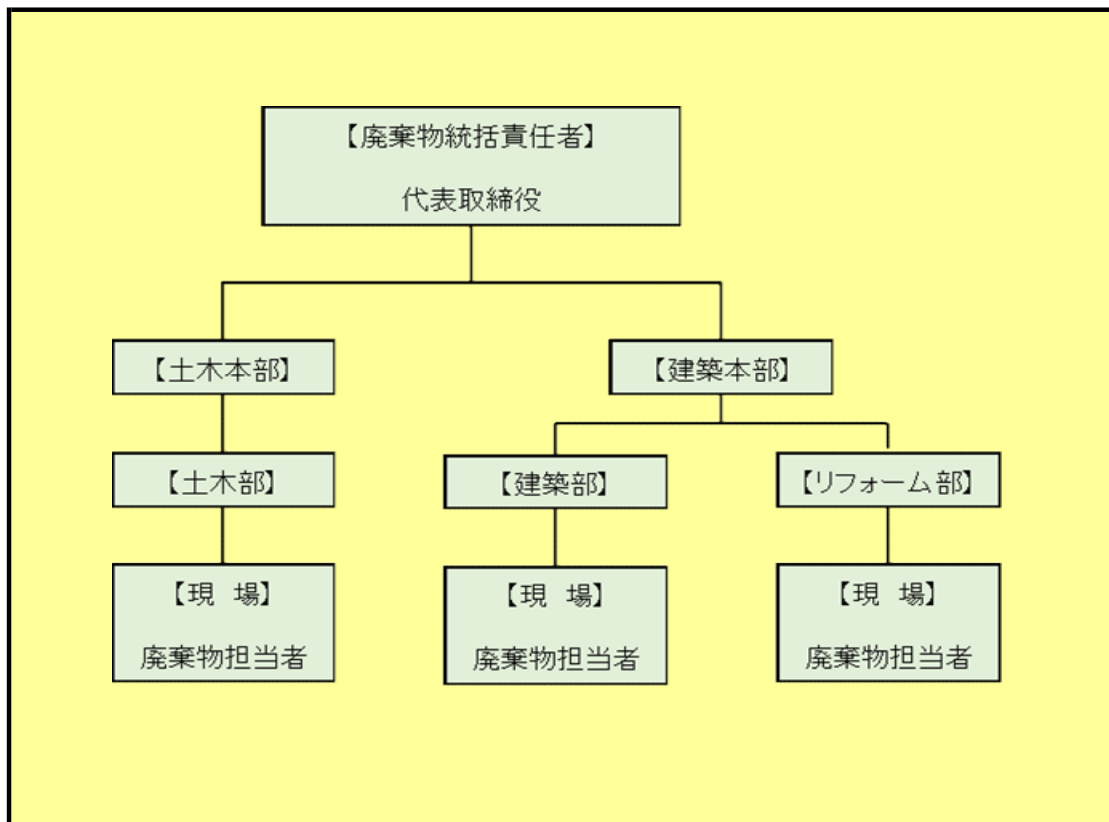 【廃棄物統括責任者】
代表取締役
【土木本部】
【建築本部】
【土木部】
【建築部】
【リフォーム部】
【現　場】
廃棄物担当者
【現　場】
廃棄物担当者
【現　場】
廃棄物担当者